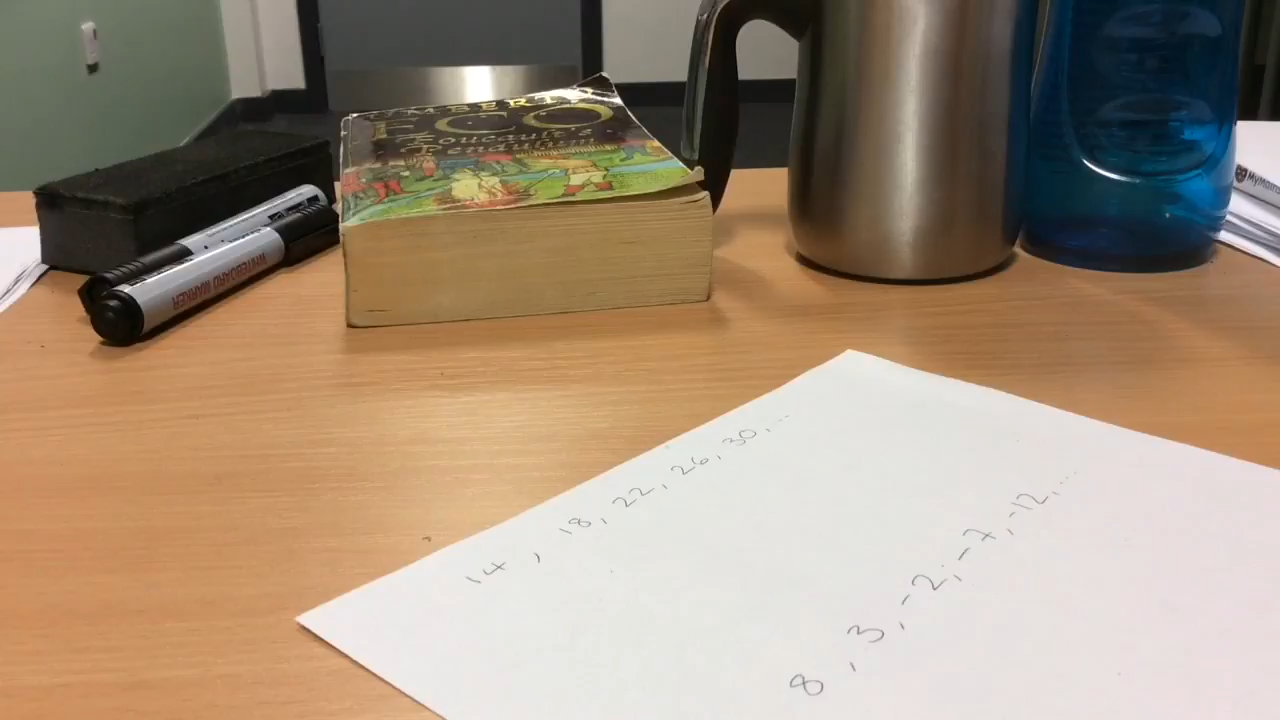 UMBERTO
ECO
Foucault's
Pendulum
WHITEBOARD MARKER
14, 18, 22, 26, 30, ...
8, 3, -2, -7, -12, ...